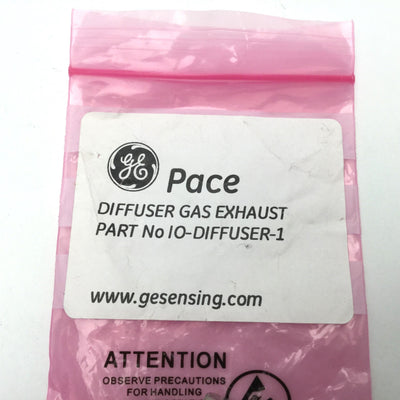 GE Pace
DIFFUSER GAS EXHAUST
PART No IO-DIFFUSER-1
www.gesensing.com
ATTENTION
OBSERVE PRECAUTIONS
FOR HANDLING